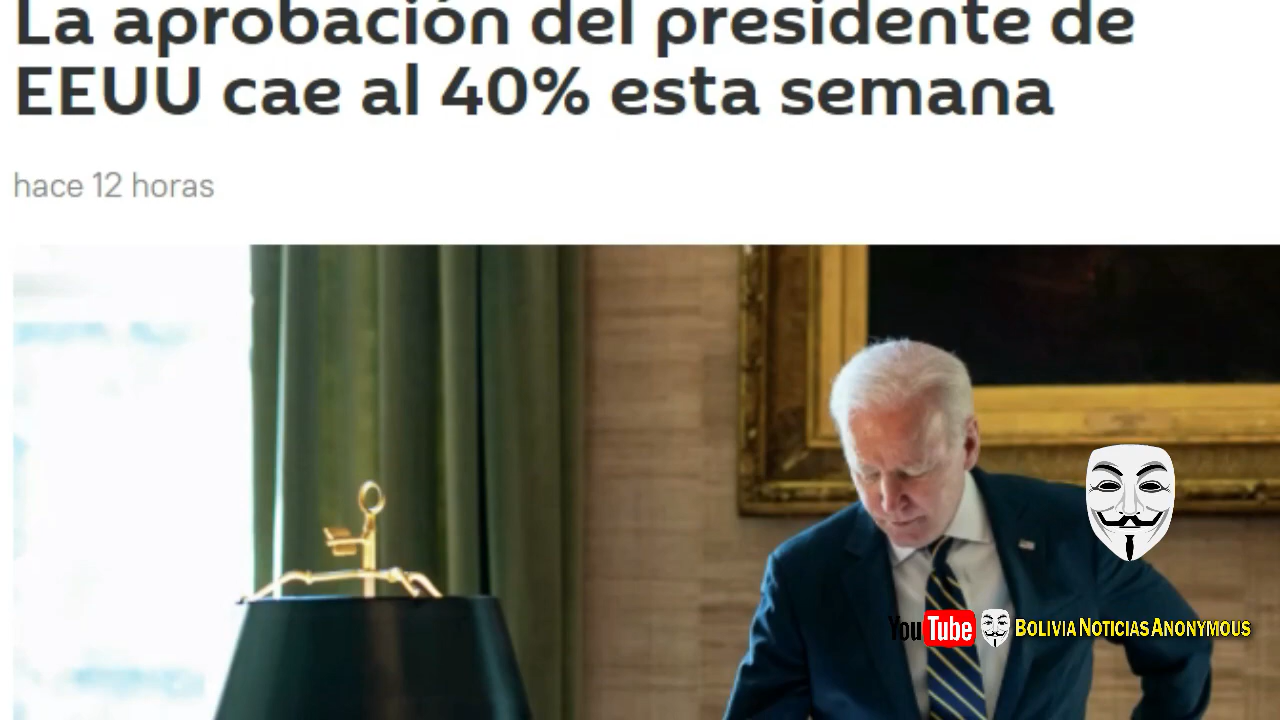 La aprobación del presidente de
EEUU cae al 40% esta semana
hace 12 horas
YouTube BOLIVIA NOTICIAS ANONYMOUS